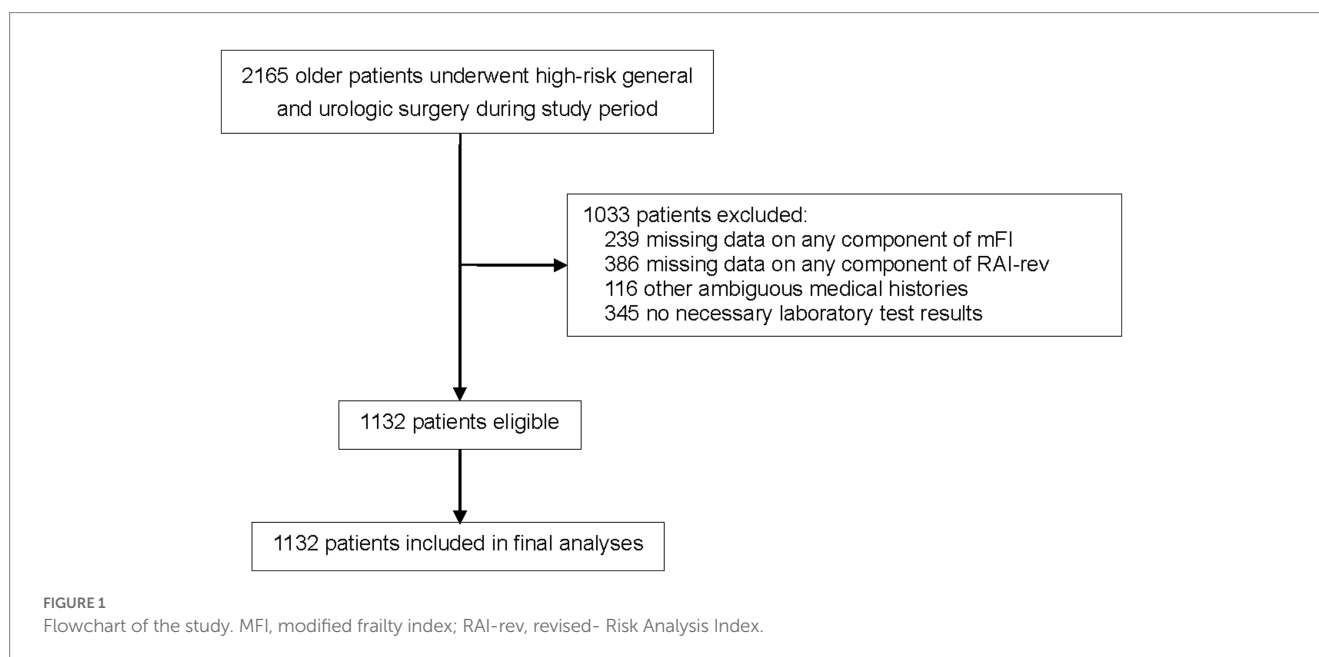 2165 older patients underwent high-risk general
and urologic surgery during study period
1033 patients excluded:
239 missing data on any component of mFI
386 missing data on any component of RAI-rev
116 other ambiguous medical histories
345 no necessary laboratory test results
1132 patients eligible
1132 patients included in final analyses
FIGURE 1
Flowchart of the study. MFI, modified frailty index; RAI-rev, revised- Risk Analysis Index.